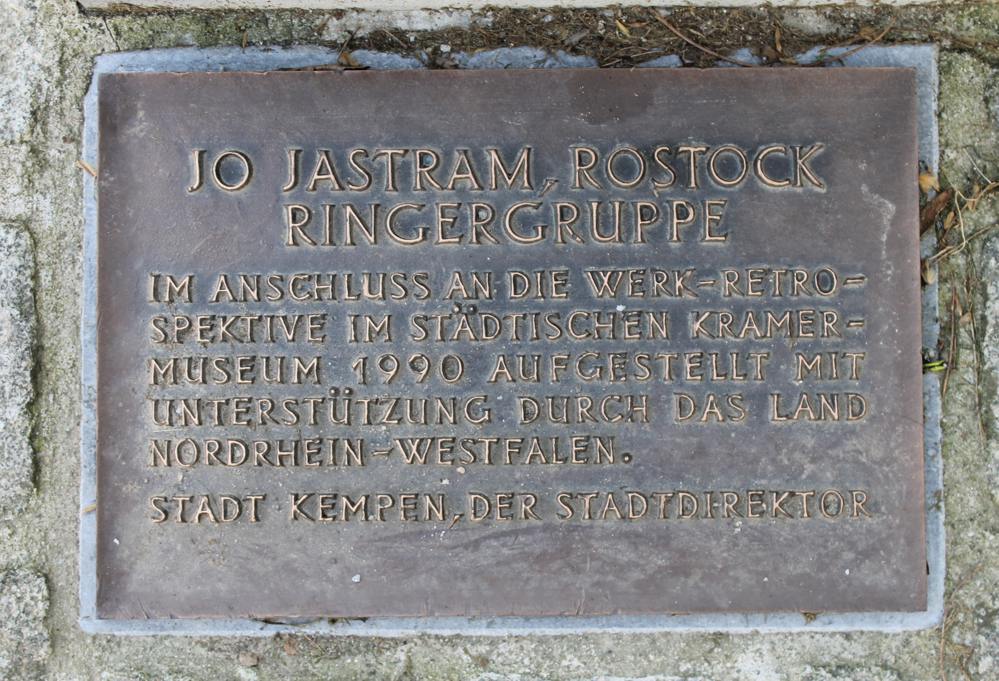 JO JASTRAM, ROSTOCK
RINGERGRUPPE
IM ANSCHLUSS AN DIE WERK-RETRO-
SPEKTIVE IM STÄDTISCHEN KRAMER-
MUSEUM 1990 AUFGESTELLT MIT
UNTERSTÜTZUNG DURCH DAS LAND
NORDRHEIN-WESTFALEN.
STADT KEMPEN, DER STADTDIREKTOR